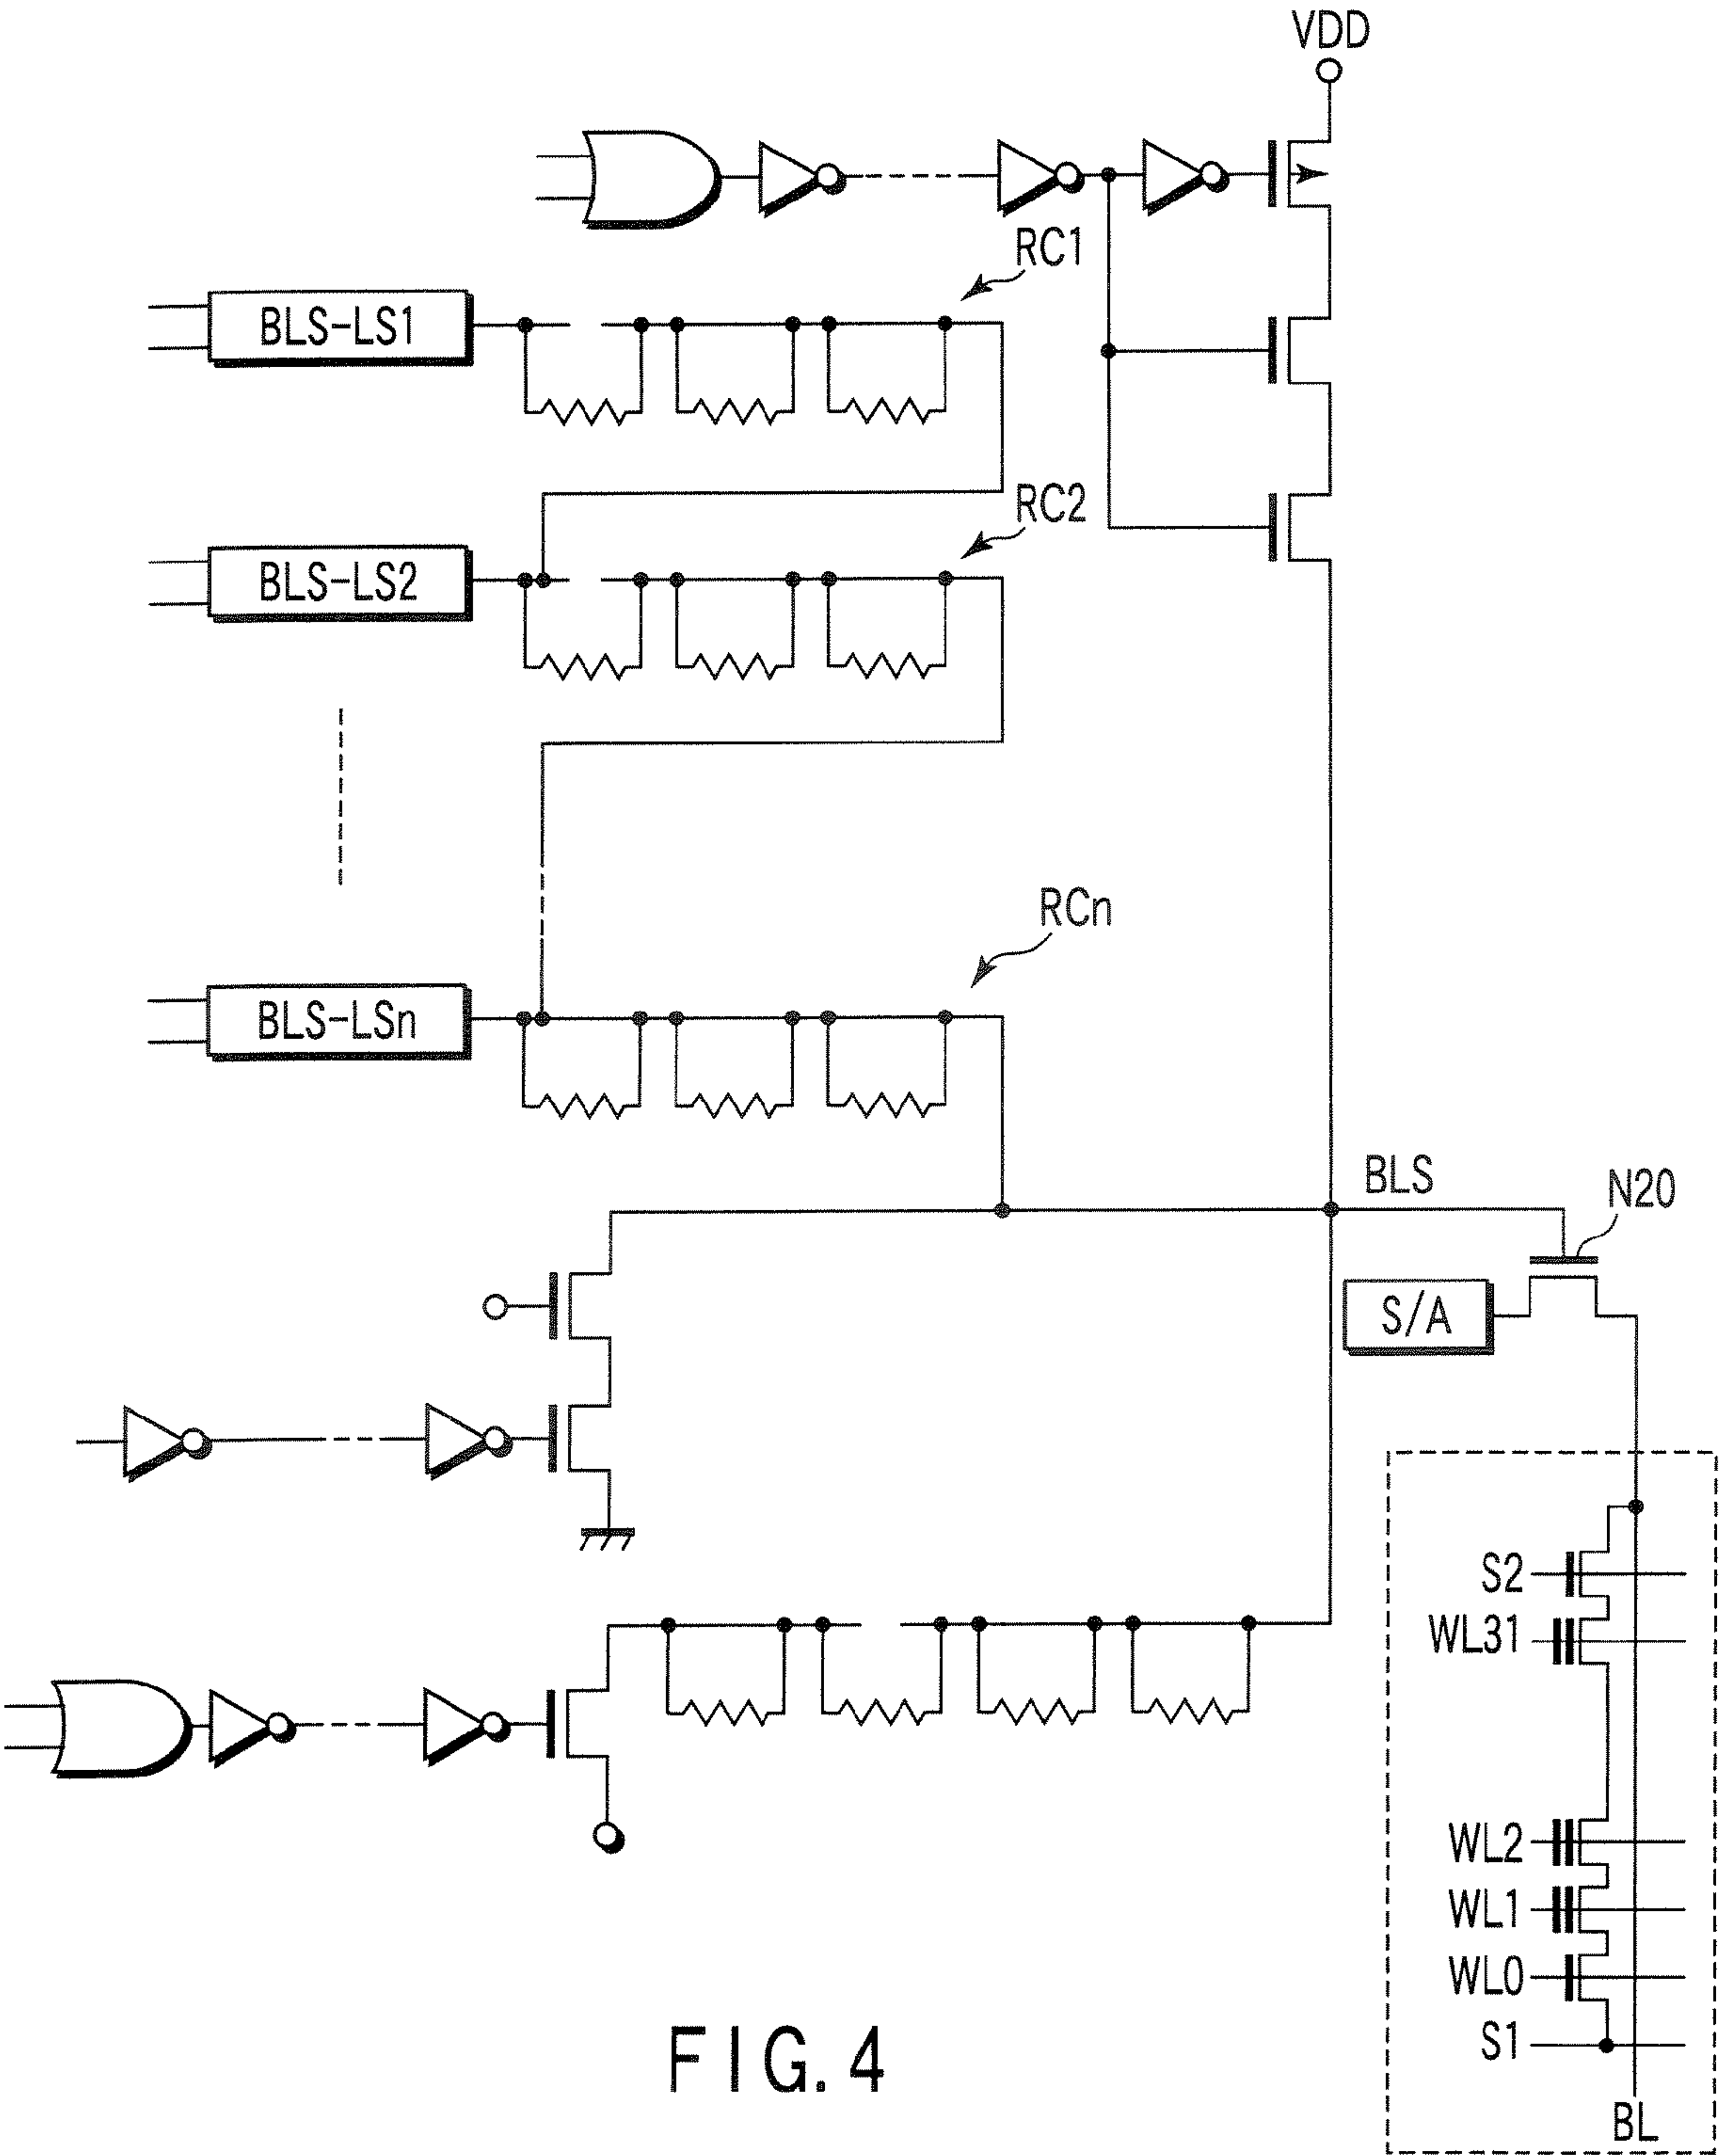 VDD
RC1
BLS-LS1
RC2
BLS-LS2
RCn
BLS-LSn
BLS
N20
S/A
S2
WL31
WL2
WL1
WL0
S1
BL
FIG. 4